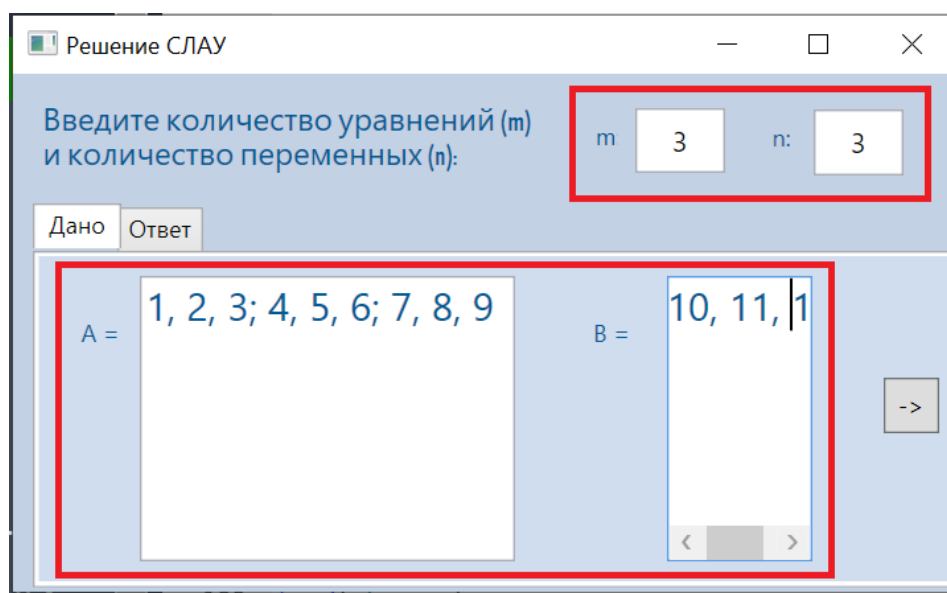 Решение СЛАУ
Введите количество уравнений (m)
и количество переменных (n):
m: 3 n: 3
Дано Ответ
A = 1, 2, 3; 4, 5, 6; 7, 8, 9
B = 10, 11, 1
->